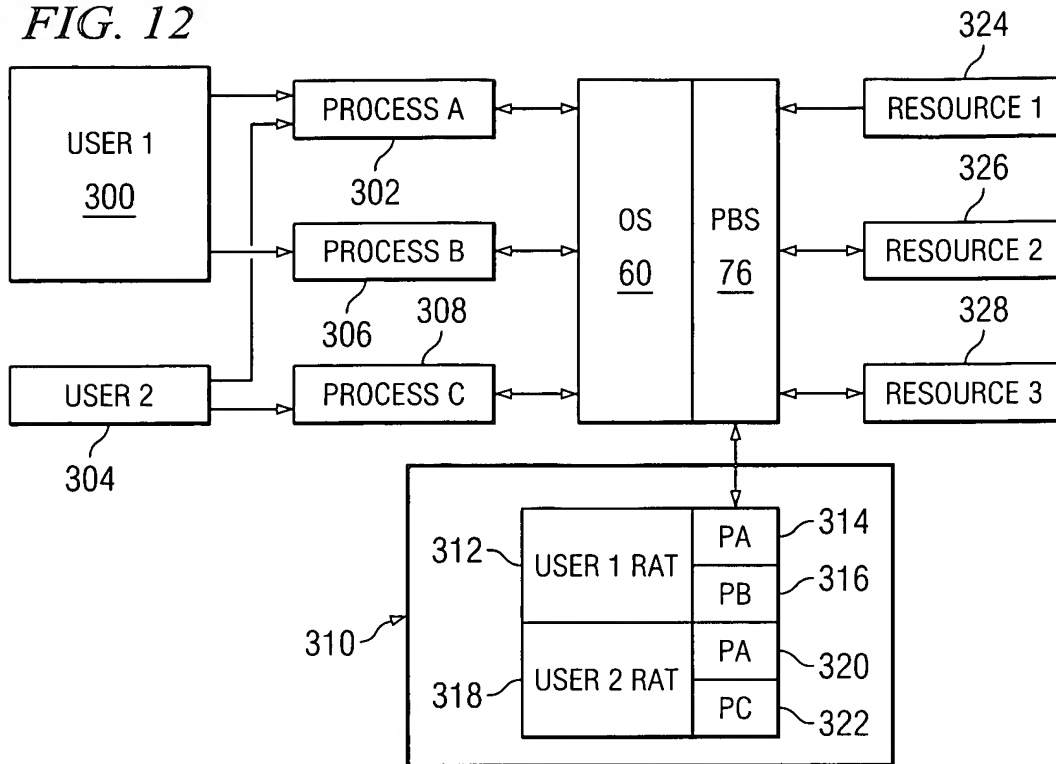 FIG. 12
324
USER 1
300
PROCESS A
302
OS
60
PBS
76
RESOURCE 1
326
PROCESS B
306
RESOURCE 2
308
328
USER 2
304
PROCESS C
RESOURCE 3
310
312
USER 1 RAT
PA
314
PB
316
318
USER 2 RAT
PA
320
PC
322